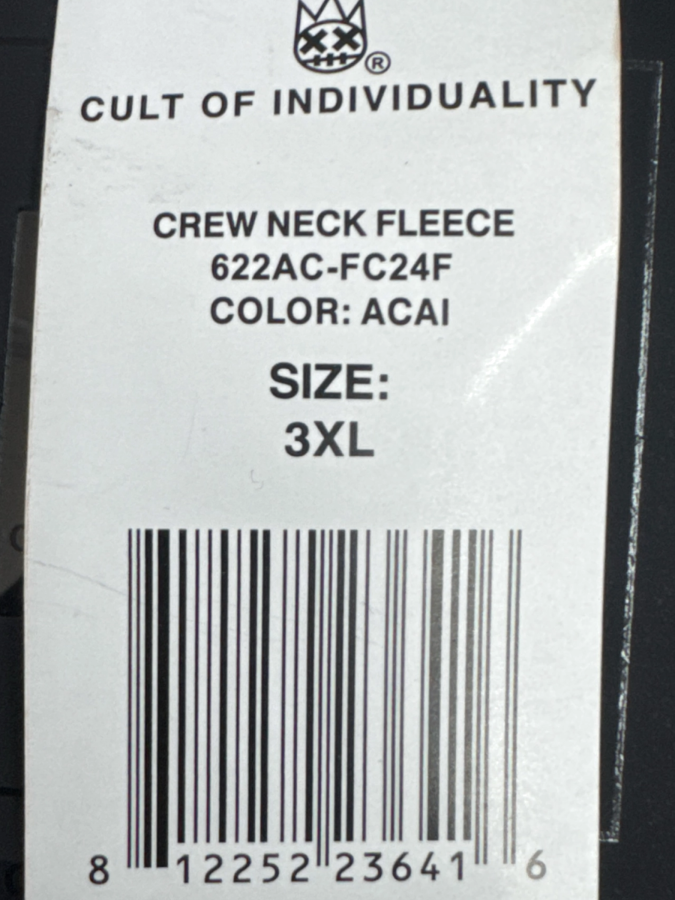 ®
CULT OF INDIVIDUALITY
CREW NECK FLEECE
622AC-FC24F
COLOR: ACAI
SIZE:
3XL
8 12252 23641 6